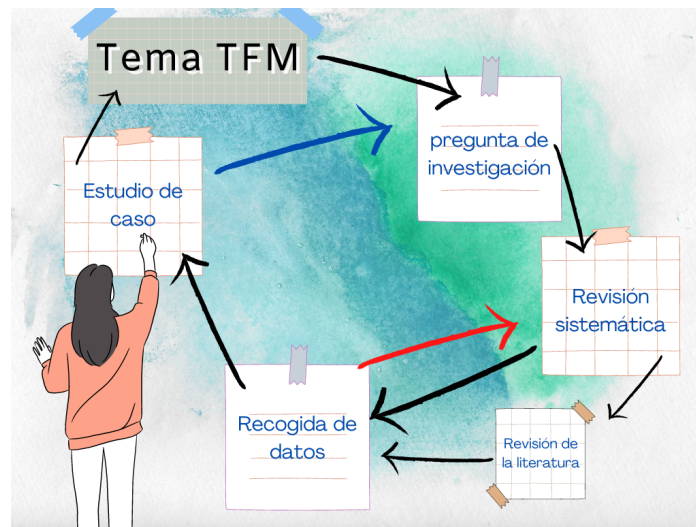 Tema TFM
pregunta de
investigación
Estudio de
caso
Revisión
sistemática
Recogida de
datos
Revisión de
la literatura